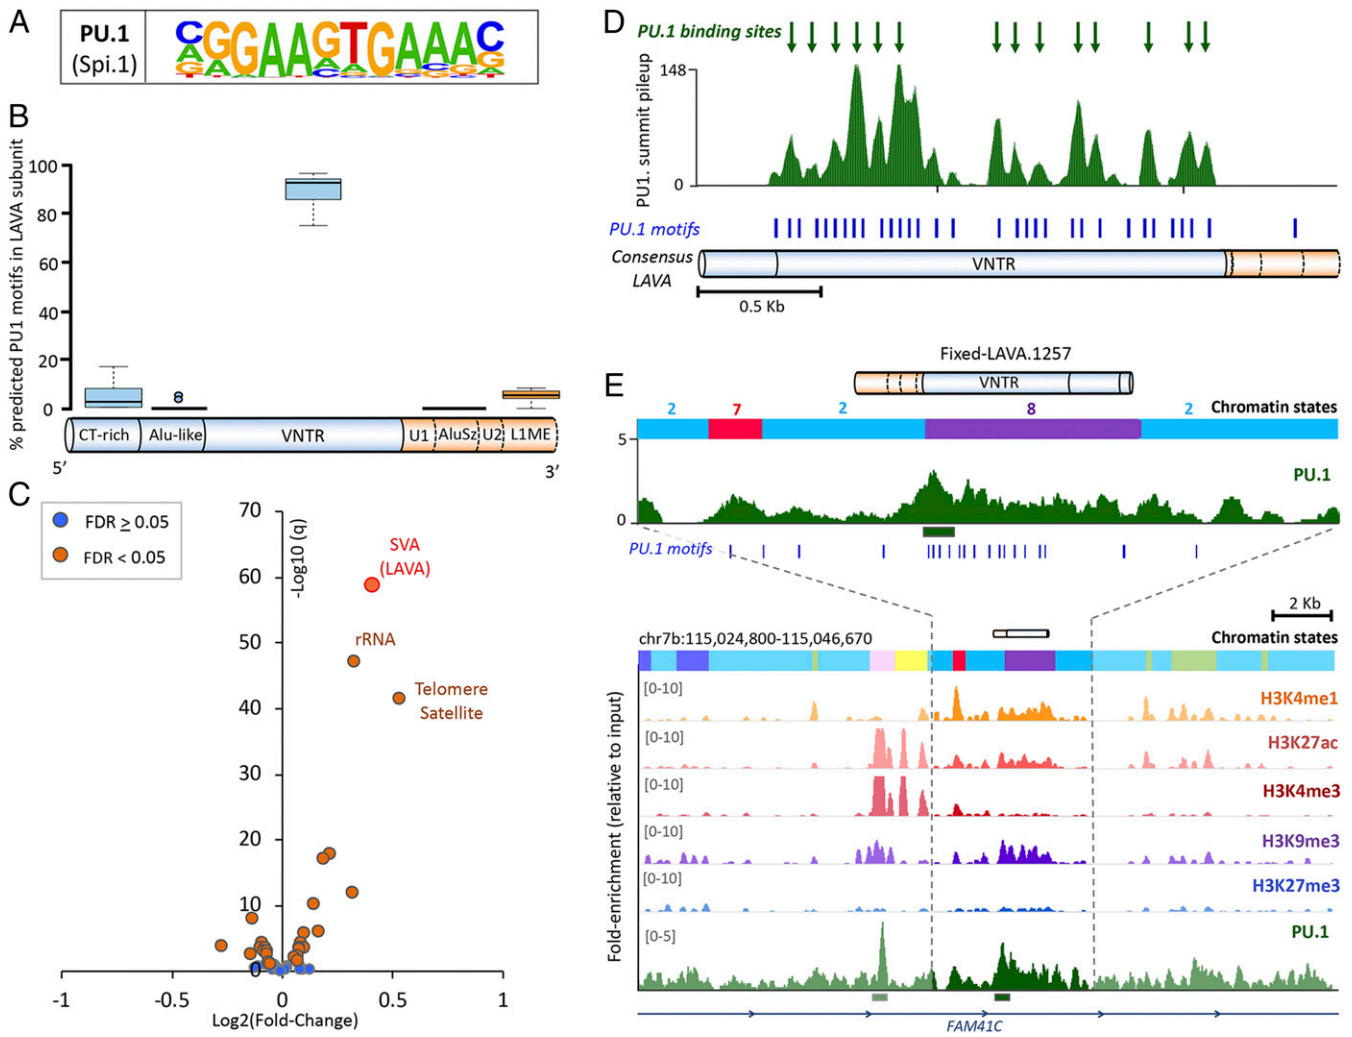 A
PU.1
(Spi.1)
CGGAAGTGAAAC
B
% predicted PU1 motifs in LAVA subunit
100
80
60
40
20
0
CT-rich
Alu-like
VNTR
U1
AluSz
U2
L1ME
5’
3’
C
FDR ≥ 0.05
FDR < 0.05
-Log10 (q)
70
60
50
40
30
20
10
0
SVA
(LAVA)
rRNA
Telomere
Satellite
-1
-0.5
0
0.5
1
Log2(Fold-Change)
D
PU.1 binding sites
PU1. summit pileup
148
0
PU.1 motifs
Consensus
LAVA
VNTR
0.5 Kb
E
Fixed-LAVA.1257
VNTR
2
7
2
8
2
Chromatin states
5
0
PU.1
PU.1 motifs
2 Kb
chr7b:115,024,800-115,046,670
Chromatin states
Fold-enrichment (relative to input)
[0-10]
H3K4me1
[0-10]
H3K27ac
[0-10]
H3K4me3
[0-10]
H3K9me3
[0-10]
H3K27me3
[0-5]
PU.1
FAM41C